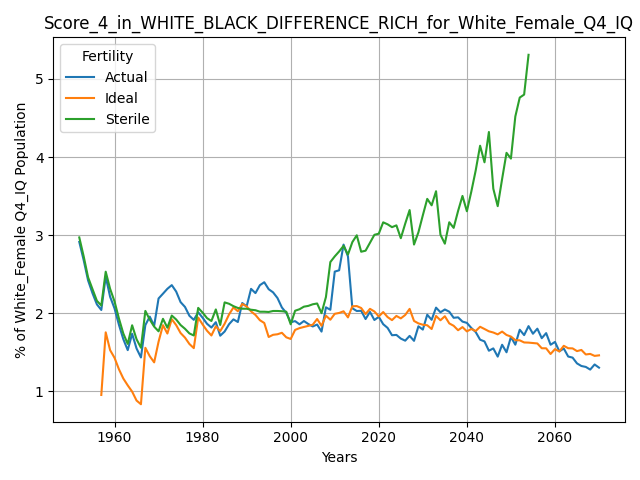 Score_4_in_WHITE_BLACK_DIFFERENCE_RICH_for_White_Female_Q4_IQ
Fertility
Actual
Ideal
Sterile
% of White_Female Q4_IQ Population
5
4
3
2
1
1960 1980 2000 2020 2040 2060
Years